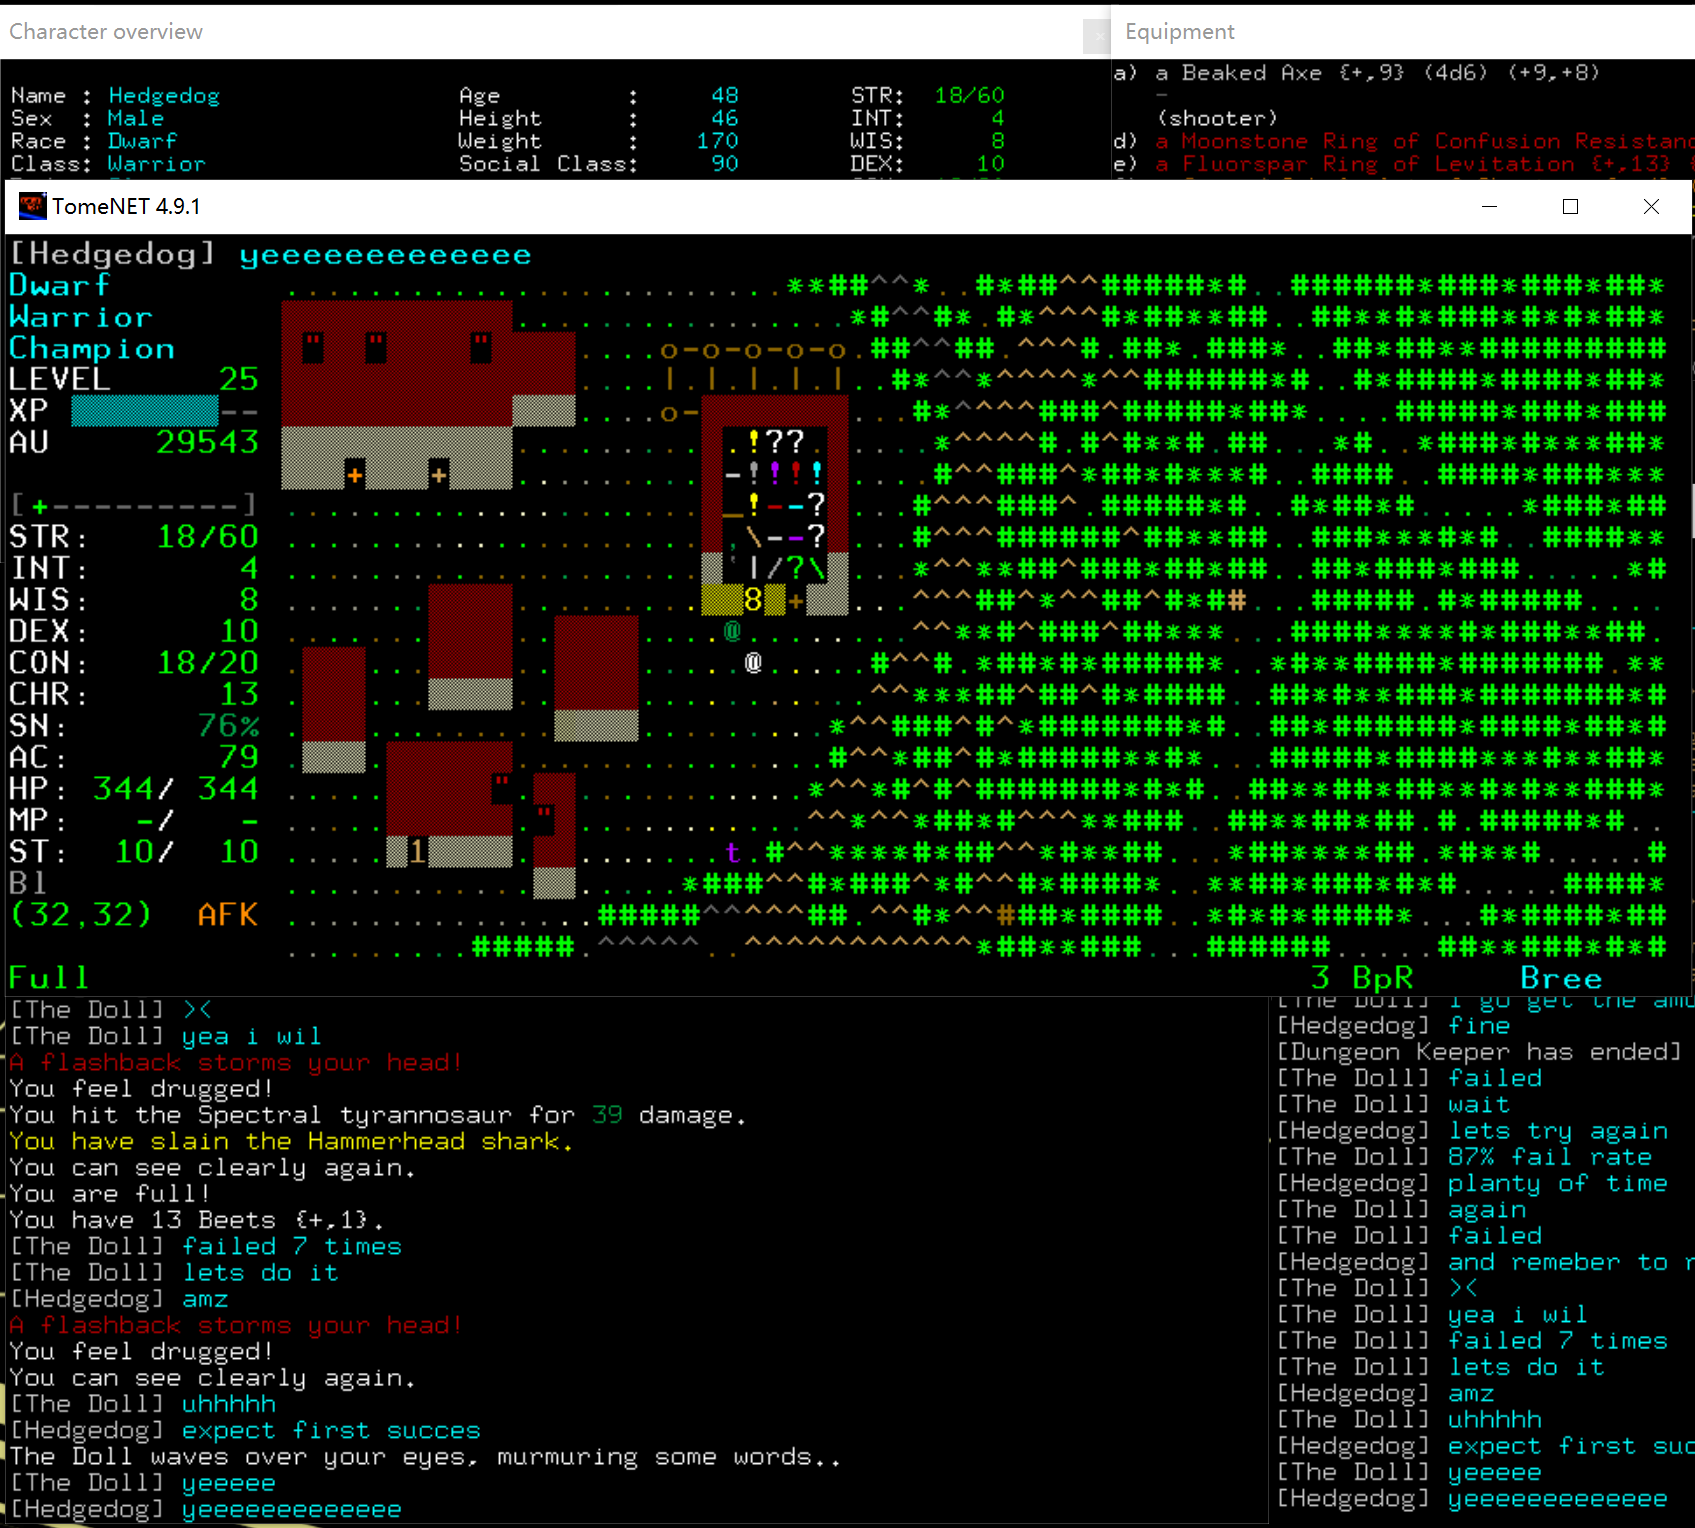 Character overview
Equipment
Name : Hedgedog Age : 48 STR: 18/60
Sex : Male Height : 46 INT: 4
Race : Dwarf Weight : 170 WIS: 8
Class: Warrior Social Class: 90 DEX: 10
a) a Beaked Axe {+,9} (4d6) (+9,+8)
(shooter)
d) a Moonstone Ring of Confusion
e) a Fluorspar Ring of Levitation {+,13}
TomeNET 4.9.1
[Hedgedog] yeeeeeeeeeeeee
Dwarf
Warrior
Champion
LEVEL 25
XP
AU 29543
[+---------]
STR: 18/60
INT: 4
WIS: 8
DEX: 10
CON: 18/20
CHR: 13
SN: 76%
AC: 79
HP: 344/ 344
MP: -/ -
ST: 10/ 10
Bl
(32,32) AFK
Full 3 BpR Bree
8
@
@
1
t
[The Doll] ><
[The Doll] yea i wil
A flashback storms your head!
You feel drugged!
You hit the Spectral tyrannosaur for 39 damage.
You have slain the Hammerhead shark.
You can see clearly again.
You are full!
You have 13 Beets {+,1}.
[The Doll] failed 7 times
[The Doll] lets do it
[Hedgedog] amz
A flashback storms your head!
You feel drugged!
You can see clearly again.
[The Doll] uhhhhh
[Hedgedog] expect first succes
The Doll waves over your eyes, murmuring some words..
[The Doll] yeeeee
[Hedgedog] yeeeeeeeeeeeee
[The Doll] i go get the
[Hedgedog] fine
[Dungeon Keeper has ended]
[The Doll] failed
[The Doll] wait
[Hedgedog] lets try again
[The Doll] 87% fail rate
[Hedgedog] planty of time
[The Doll] again
[The Doll] failed
[Hedgedog] and remeber to
[The Doll] ><
[The Doll] yea i wil
[The Doll] failed 7 times
[The Doll] lets do it
[Hedgedog] amz
[The Doll] uhhhhh
[Hedgedog] expect first
[The Doll] yeeeee
[Hedgedog] yeeeeeeeeeeeee